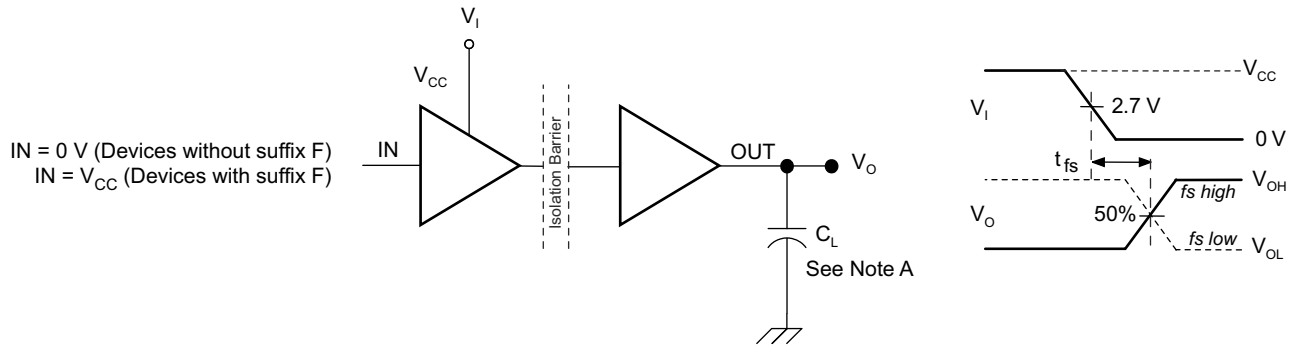 V_I
V_CC
IN = 0 V (Devices without suffix F)
IN = V_CC (Devices with suffix F)
IN
Isolation Barrier
OUT
V_O
C_L
See Note A
V_I
V_CC
2.7 V
0 V
t_fs
V_O
50%
fs high
V_OH
fs low
V_OL